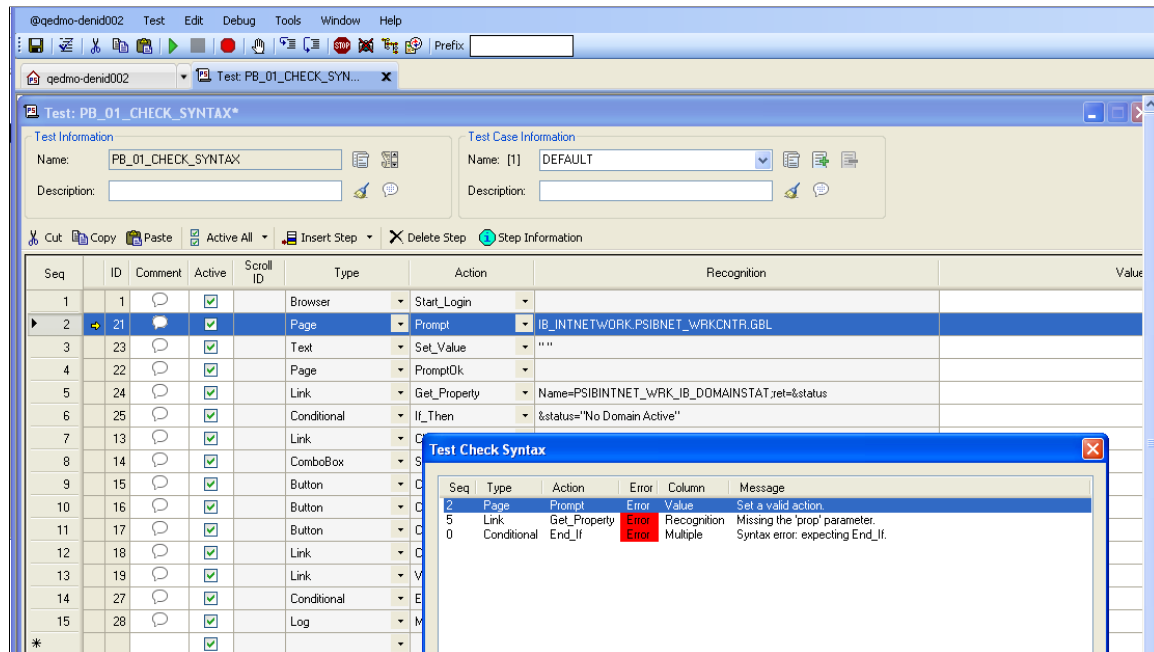 @qedmo-denid002 Test Edit Debug Tools Window Help
STOP Prefix
qedmo-denid002 Test: PB_01_CHECK_SYN... x
Test: PB_01_CHECK_SYNTAX*
Test Information Test Case Information
Name: PB_01_CHECK_SYNTAX Name: [1] DEFAULT
Description: Description:
Cut Copy Paste Active All Insert Step Delete Step Step Information
Seq ID Comment Active Scroll ID Type Action Recognition Value
1 1 Browser Start_Login
2 21 Page Prompt IB_INTNETWORK.PSIBNET_WRKCNTR.GBL
3 23 Text Set_Value " "
4 22 Page PromptOk
5 24 Link Get_Property Name=PSIBINTNET_WRK_IB_DOMAINSTAT;ret=&status
6 25 Conditional If_Then &status="No Domain Active"
7 13 Link
8 14 ComboBox
9 15 Button
10 16 Button
11 17 Button
12 18 Link
13 19 Link
14 27 Conditional
15 28 Log
*
Test Check Syntax
Seq Type Action Error Column Message
2 Page Prompt Error Value Set a valid action.
5 Link Get_Property Error Recognition Missing the 'prop' parameter.
0 Conditional End_If Error Multiple Syntax error: expecting End_If.